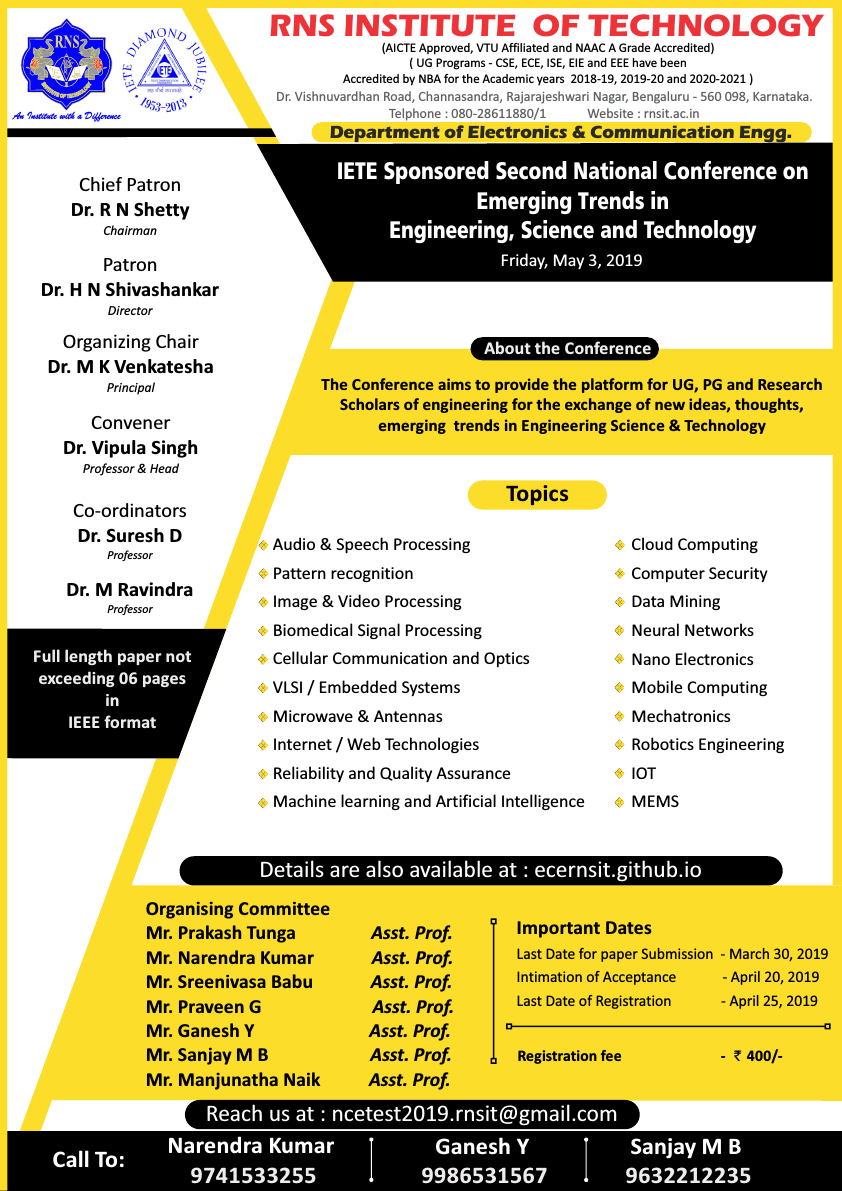 RNS INSTITUTE OF TECHNOLOGY
(AICTE Approved, VTU Affiliated and NAAC A Grade Accredited)
( UG Programs - CSE, ECE, ISE, EIE and EEE have been
Accredited by NBA for the Academic years 2018-19, 2019-20 and 2020-2021 )
Dr. Vishnuvardhan Road, Channasandra, Rajarajeshwari Nagar, Bengaluru - 560 098, Karnataka.
Telphone : 080-28611880/1 Website : rnsit.ac.in
Department of Electronics & Communication Engg.
RNS
An Institute with a Difference
IETE DIAMOND JUBILEE
IETE
• 1953-2013 •
IETE Sponsored Second National Conference on
Emerging Trends in
Engineering, Science and Technology
Friday, May 3, 2019
Chief Patron
Dr. R N Shetty
Chairman
Patron
Dr. H N Shivashankar
Director
Organizing Chair
Dr. M K Venkatesha
Principal
Convener
Dr. Vipula Singh
Professor & Head
Co-ordinators
Dr. Suresh D
Professor
Dr. M Ravindra
Professor
Full length paper not
exceeding 06 pages
in
IEEE format
About the Conference
The Conference aims to provide the platform for UG, PG and Research
Scholars of engineering for the exchange of new ideas, thoughts,
emerging trends in Engineering Science & Technology
Topics
Audio & Speech Processing
Pattern recognition
Image & Video Processing
Biomedical Signal Processing
Cellular Communication and Optics
VLSI / Embedded Systems
Microwave & Antennas
Internet / Web Technologies
Reliability and Quality Assurance
Machine learning and Artificial Intelligence
Cloud Computing
Computer Security
Data Mining
Neural Networks
Nano Electronics
Mobile Computing
Mechatronics
Robotics Engineering
IOT
MEMS
Details are also available at : ecernsit.github.io
Organising Committee
Mr. Prakash Tunga Asst. Prof.
Mr. Narendra Kumar Asst. Prof.
Mr. Sreenivasa Babu Asst. Prof.
Mr. Praveen G Asst. Prof.
Mr. Ganesh Y Asst. Prof.
Mr. Sanjay M B Asst. Prof.
Mr. Manjunatha Naik Asst. Prof.
Important Dates
Last Date for paper Submission - March 30, 2019
Intimation of Acceptance - April 20, 2019
Last Date of Registration - April 25, 2019
Registration fee - ₹ 400/-
Reach us at : ncetest2019.rnsit@gmail.com
Call To:
Narendra Kumar
9741533255
Ganesh Y
9986531567
Sanjay M B
9632212235